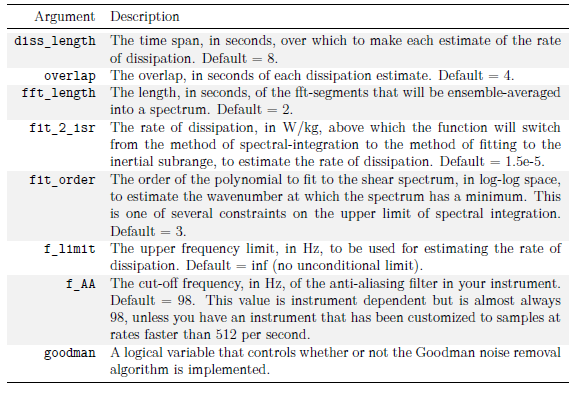 Argument Description
diss_length The time span, in seconds, over which to make each estimate of the rate
of dissipation. Default = 8.
overlap The overlap, in seconds of each dissipation estimate. Default = 4.
fft_length The length, in seconds, of the fft-segments that will be ensemble-averaged
into a spectrum. Default = 2.
fit_2_isr The rate of dissipation, in W/kg, above which the function will switch
from the method of spectral-integration to the method of fitting to the
inertial subrange, to estimate the rate of dissipation. Default = 1.5e-5.
fit_order The order of the polynomial to fit to the shear spectrum, in log-log space,
to estimate the wavenumber at which the spectrum has a minimum. This
is one of several constraints on the upper limit of spectral integration.
Default = 3.
f_limit The upper frequency limit, in Hz, to be used for estimating the rate of
dissipation. Default = inf (no unconditional limit).
f_AA The cut-off frequency, in Hz, of the anti-aliasing filter in your instrument.
Default = 98. This value is instrument dependent but is almost always
98, unless you have an instrument that has been customized to samples at
rates faster than 512 per second.
goodman A logical variable that controls whether or not the Goodman noise removal
algorithm is implemented.